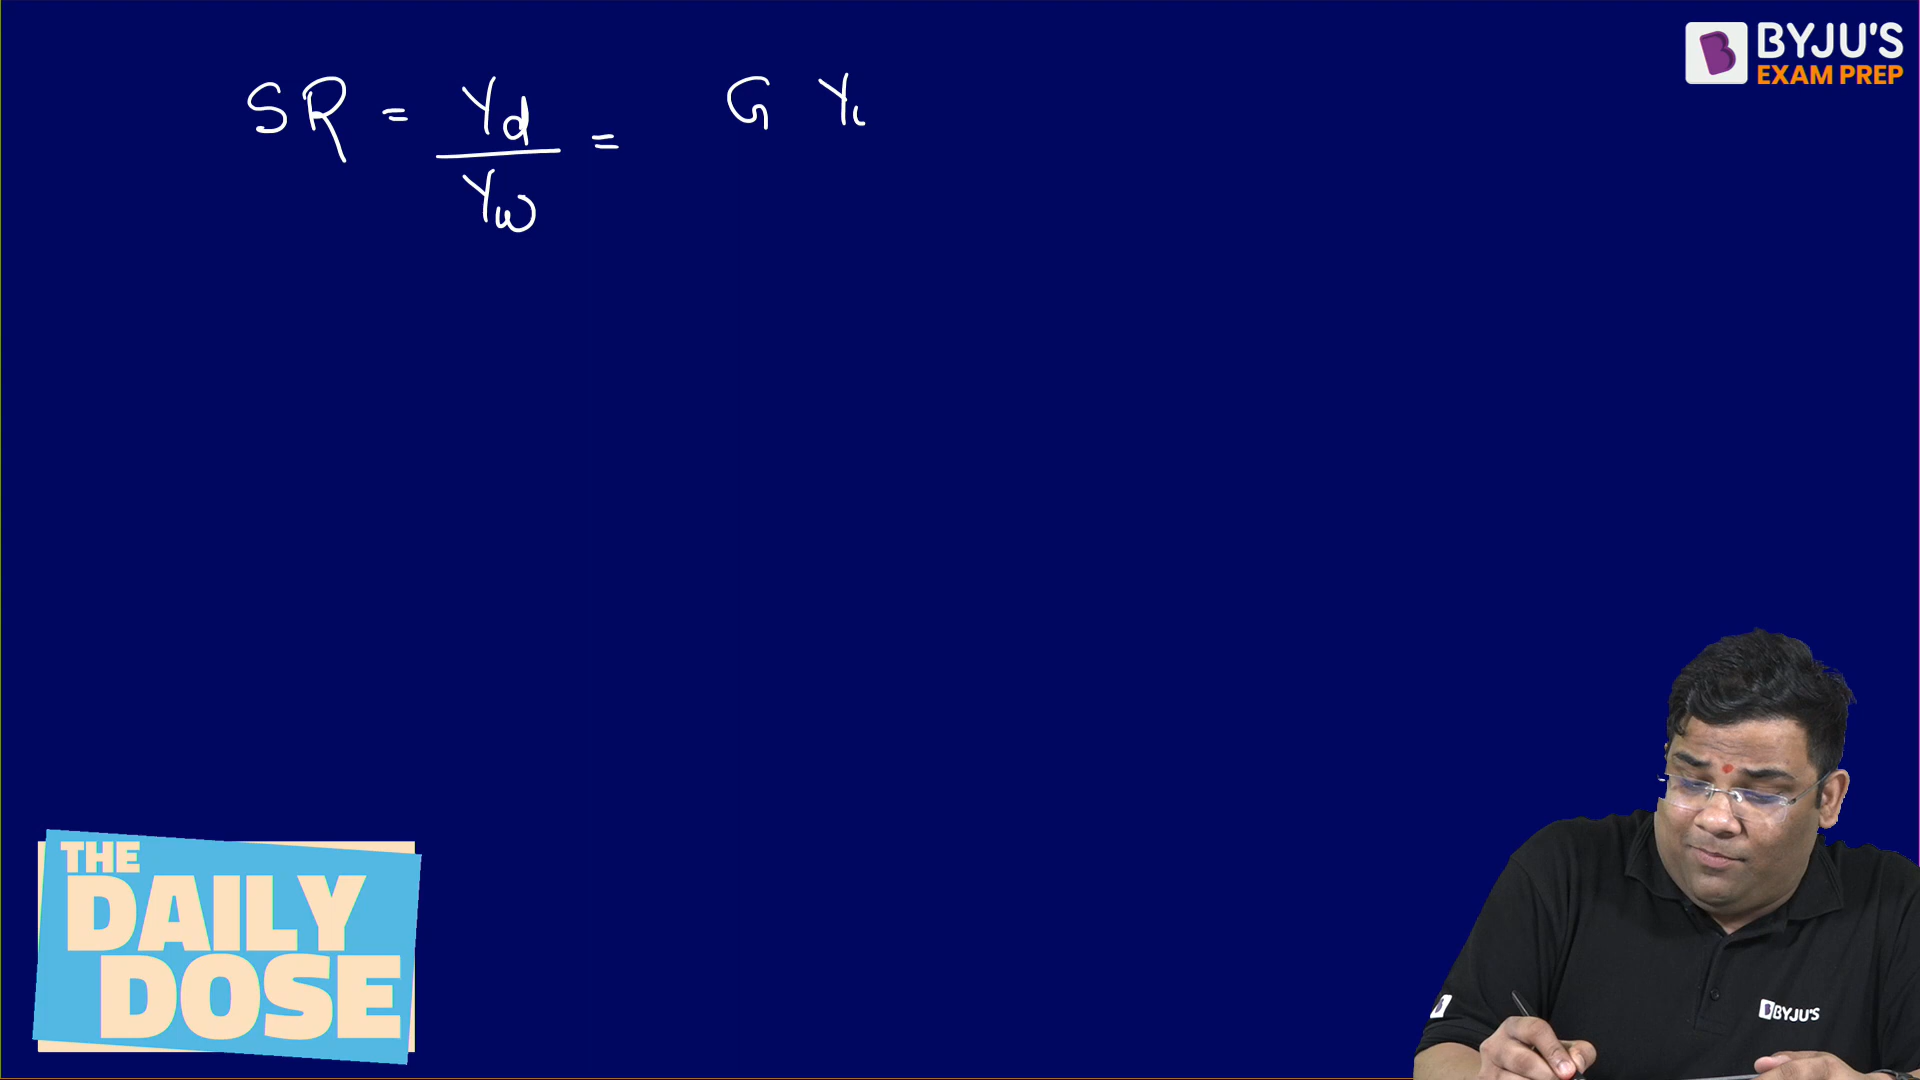 BYJU'S
EXAM PREP
SR = Yd / Yw = G Y
THE
DAILY
DOSE
BYJU'S